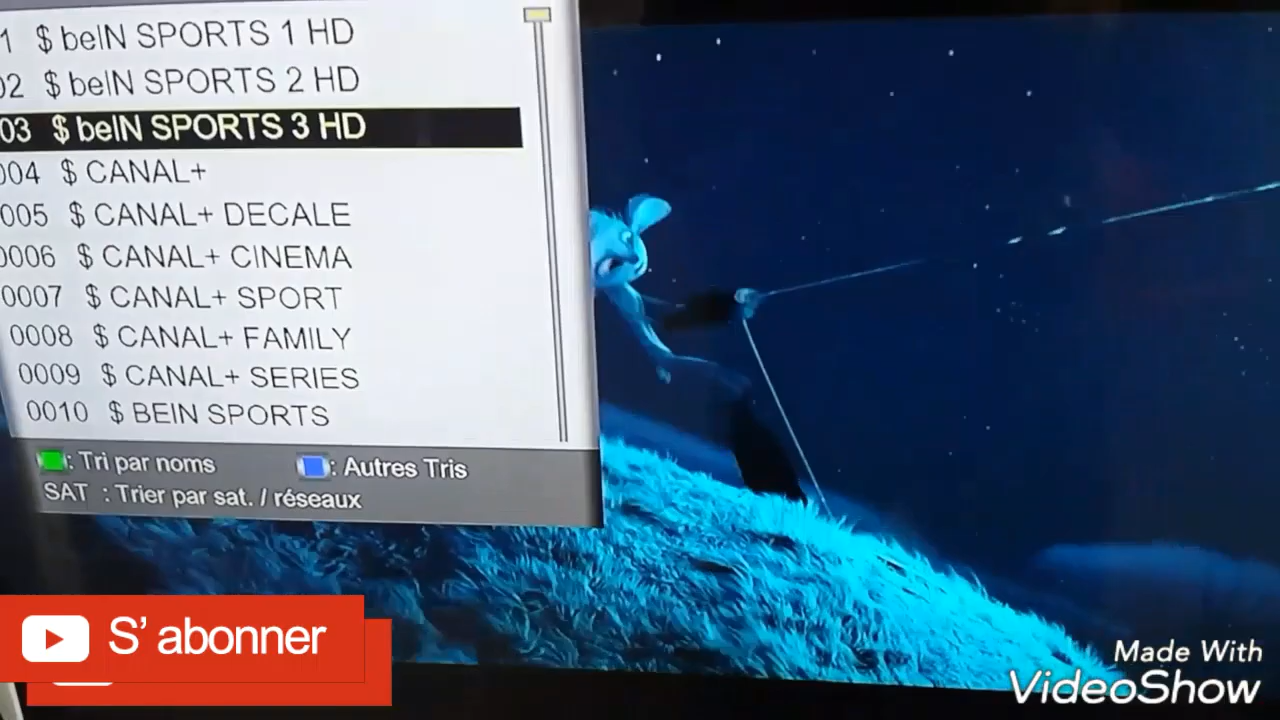 1 $ beIN SPORTS 1 HD
02 $ beIN SPORTS 2 HD
03 $ beIN SPORTS 3 HD
004 $ CANAL+
0005 $ CANAL+ DECALE
0006 $ CANAL+ CINEMA
0007 $ CANAL+ SPORT
0008 $ CANAL+ FAMILY
0009 $ CANAL+ SERIES
0010 $ BEIN SPORTS
: Tri par noms : Autres Tris
SAT : Trier par sat. / réseaux
S' abonner
Made With
VideoShow